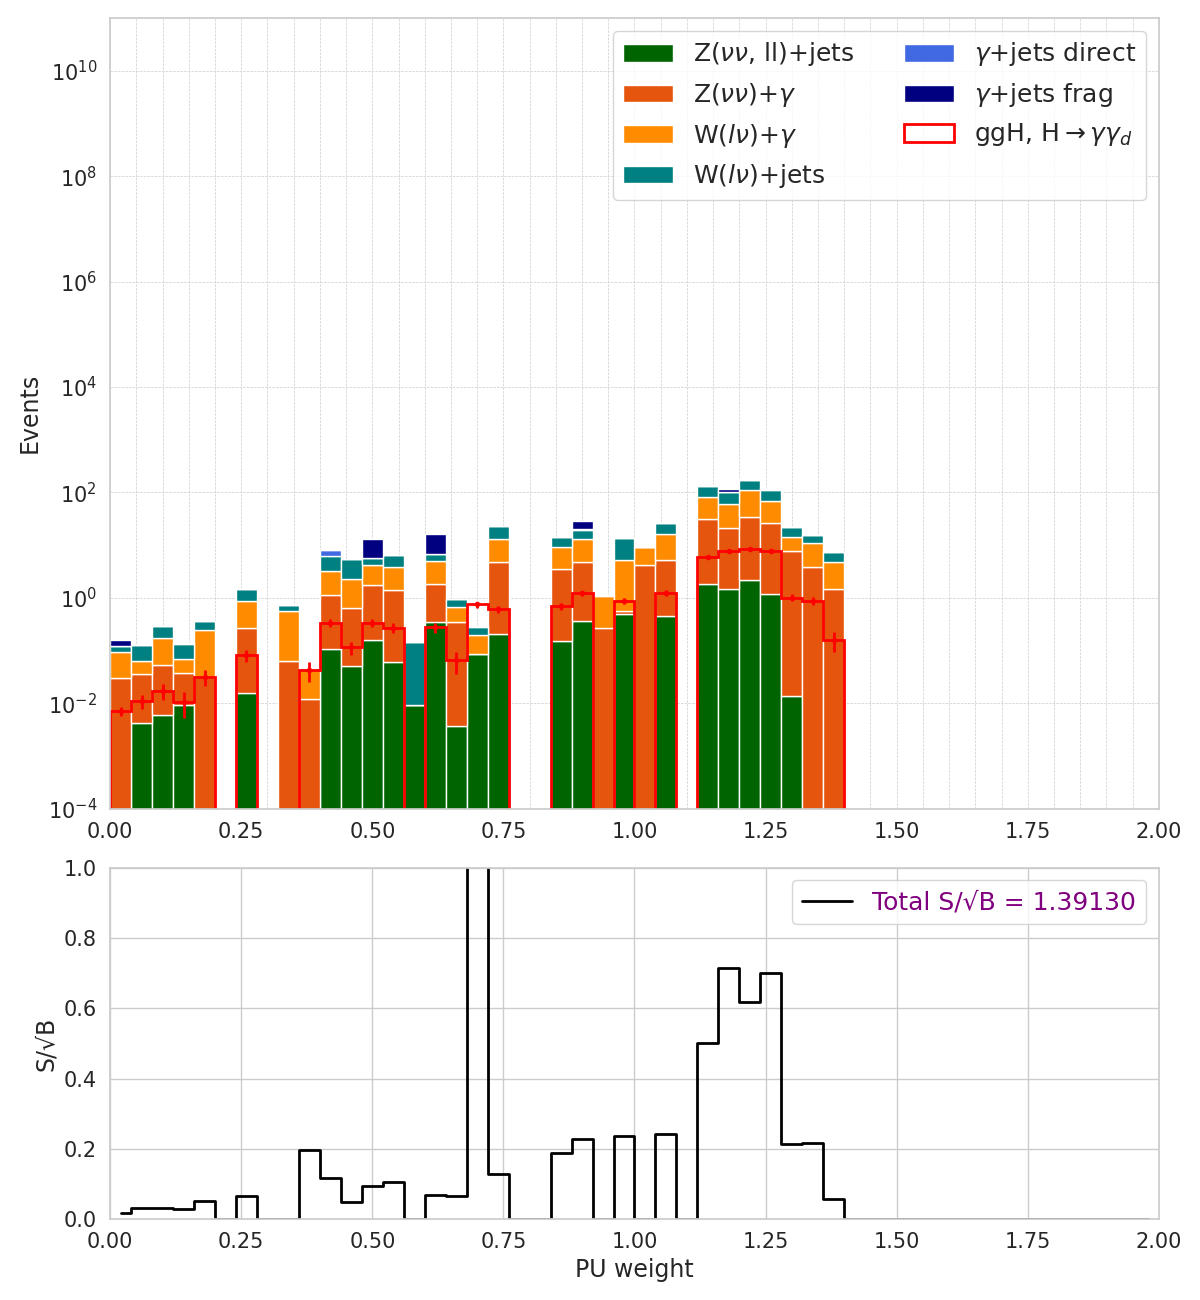 Z(νν, ll)+jets
Z(νν)+γ
W(lν)+γ
W(lν)+jets
γ+jets direct
γ+jets frag
ggH, H→γγ_d
Events
10^10
10^8
10^6
10^4
10^2
10^0
10^−2
10^−4
0.00 0.25 0.50 0.75 1.00 1.25 1.50 1.75 2.00
Total S/√B = 1.39130
S/√B
1.0
0.8
0.6
0.4
0.2
0.0
0.00 0.25 0.50 0.75 1.00 1.25 1.50 1.75 2.00
PU weight